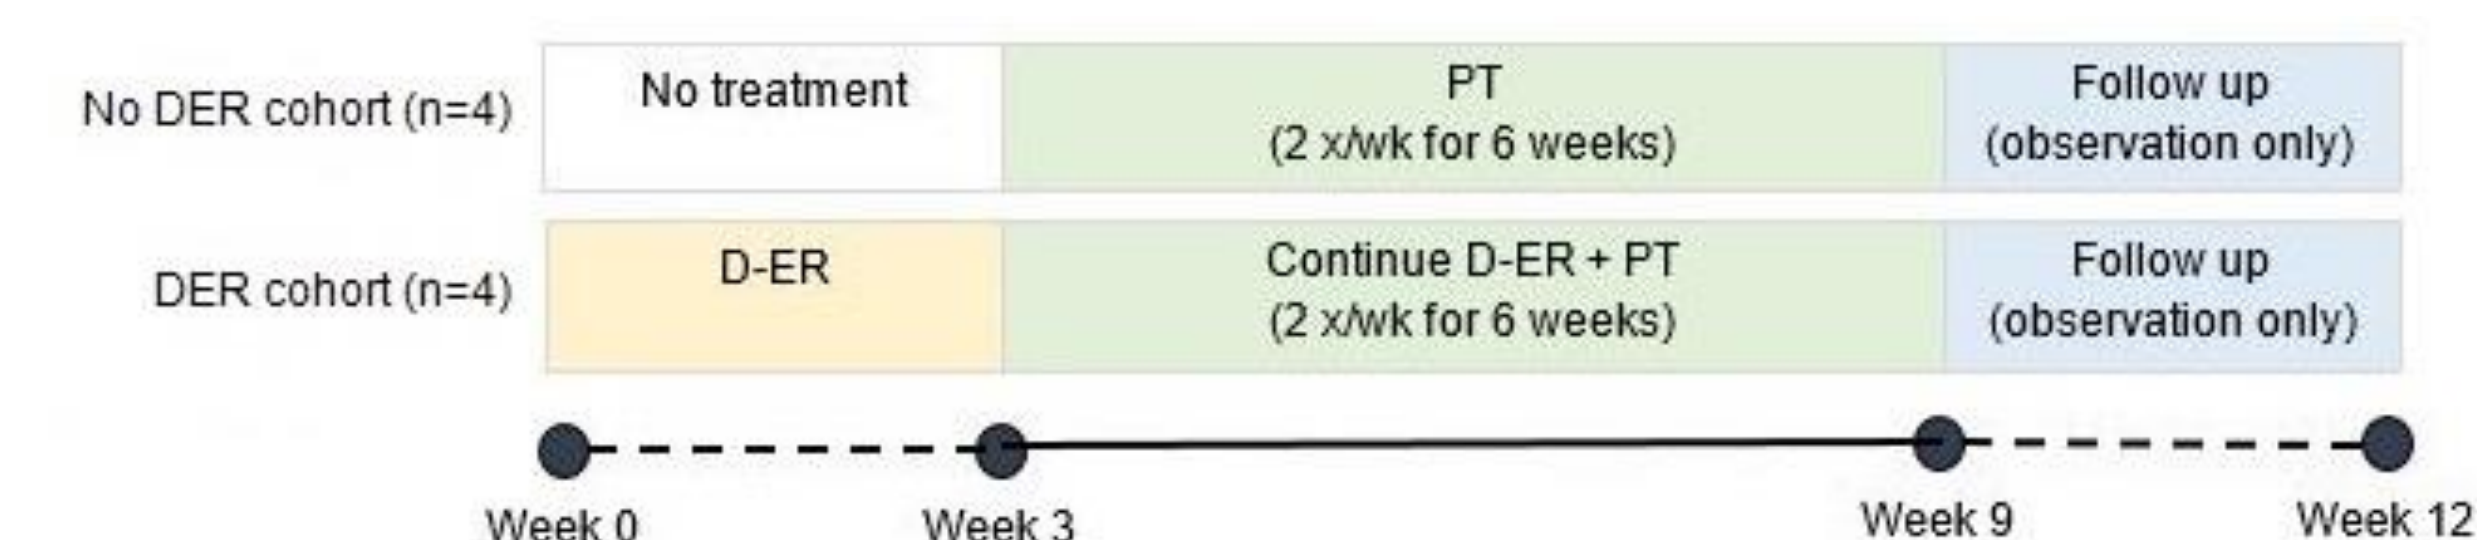 No DER cohort (n=4)
No treatment
PT
(2 x/wk for 6 weeks)
Follow up
(observation only)
DER cohort (n=4)
D-ER
Continue D-ER + PT
(2 x/wk for 6 weeks)
Follow up
(observation only)
Week 0
Week 3
Week 9
Week 12